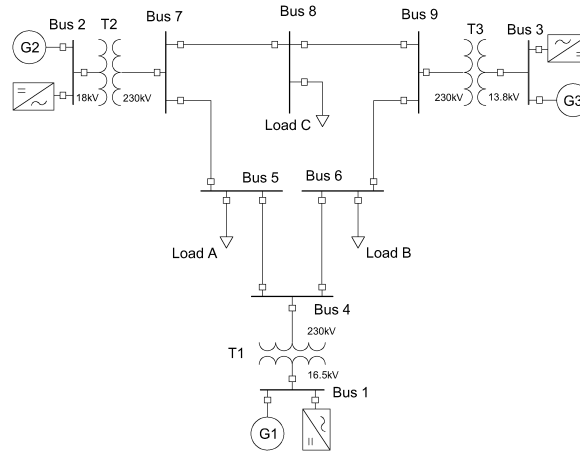 Bus 2 T2 Bus 7 Bus 8 Bus 9 T3 Bus 3
G2
18kV 230kV 230kV 13.8kV
G3
Load C
Bus 5 Bus 6
Load A Load B
Bus 4
230kV
T1
16.5kV
Bus 1
G1